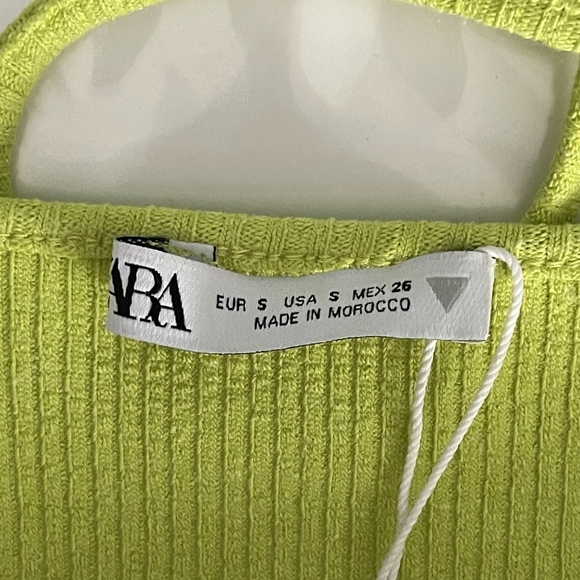 ARA
EUR S USA S MEX 26
MADE IN MOROCCO